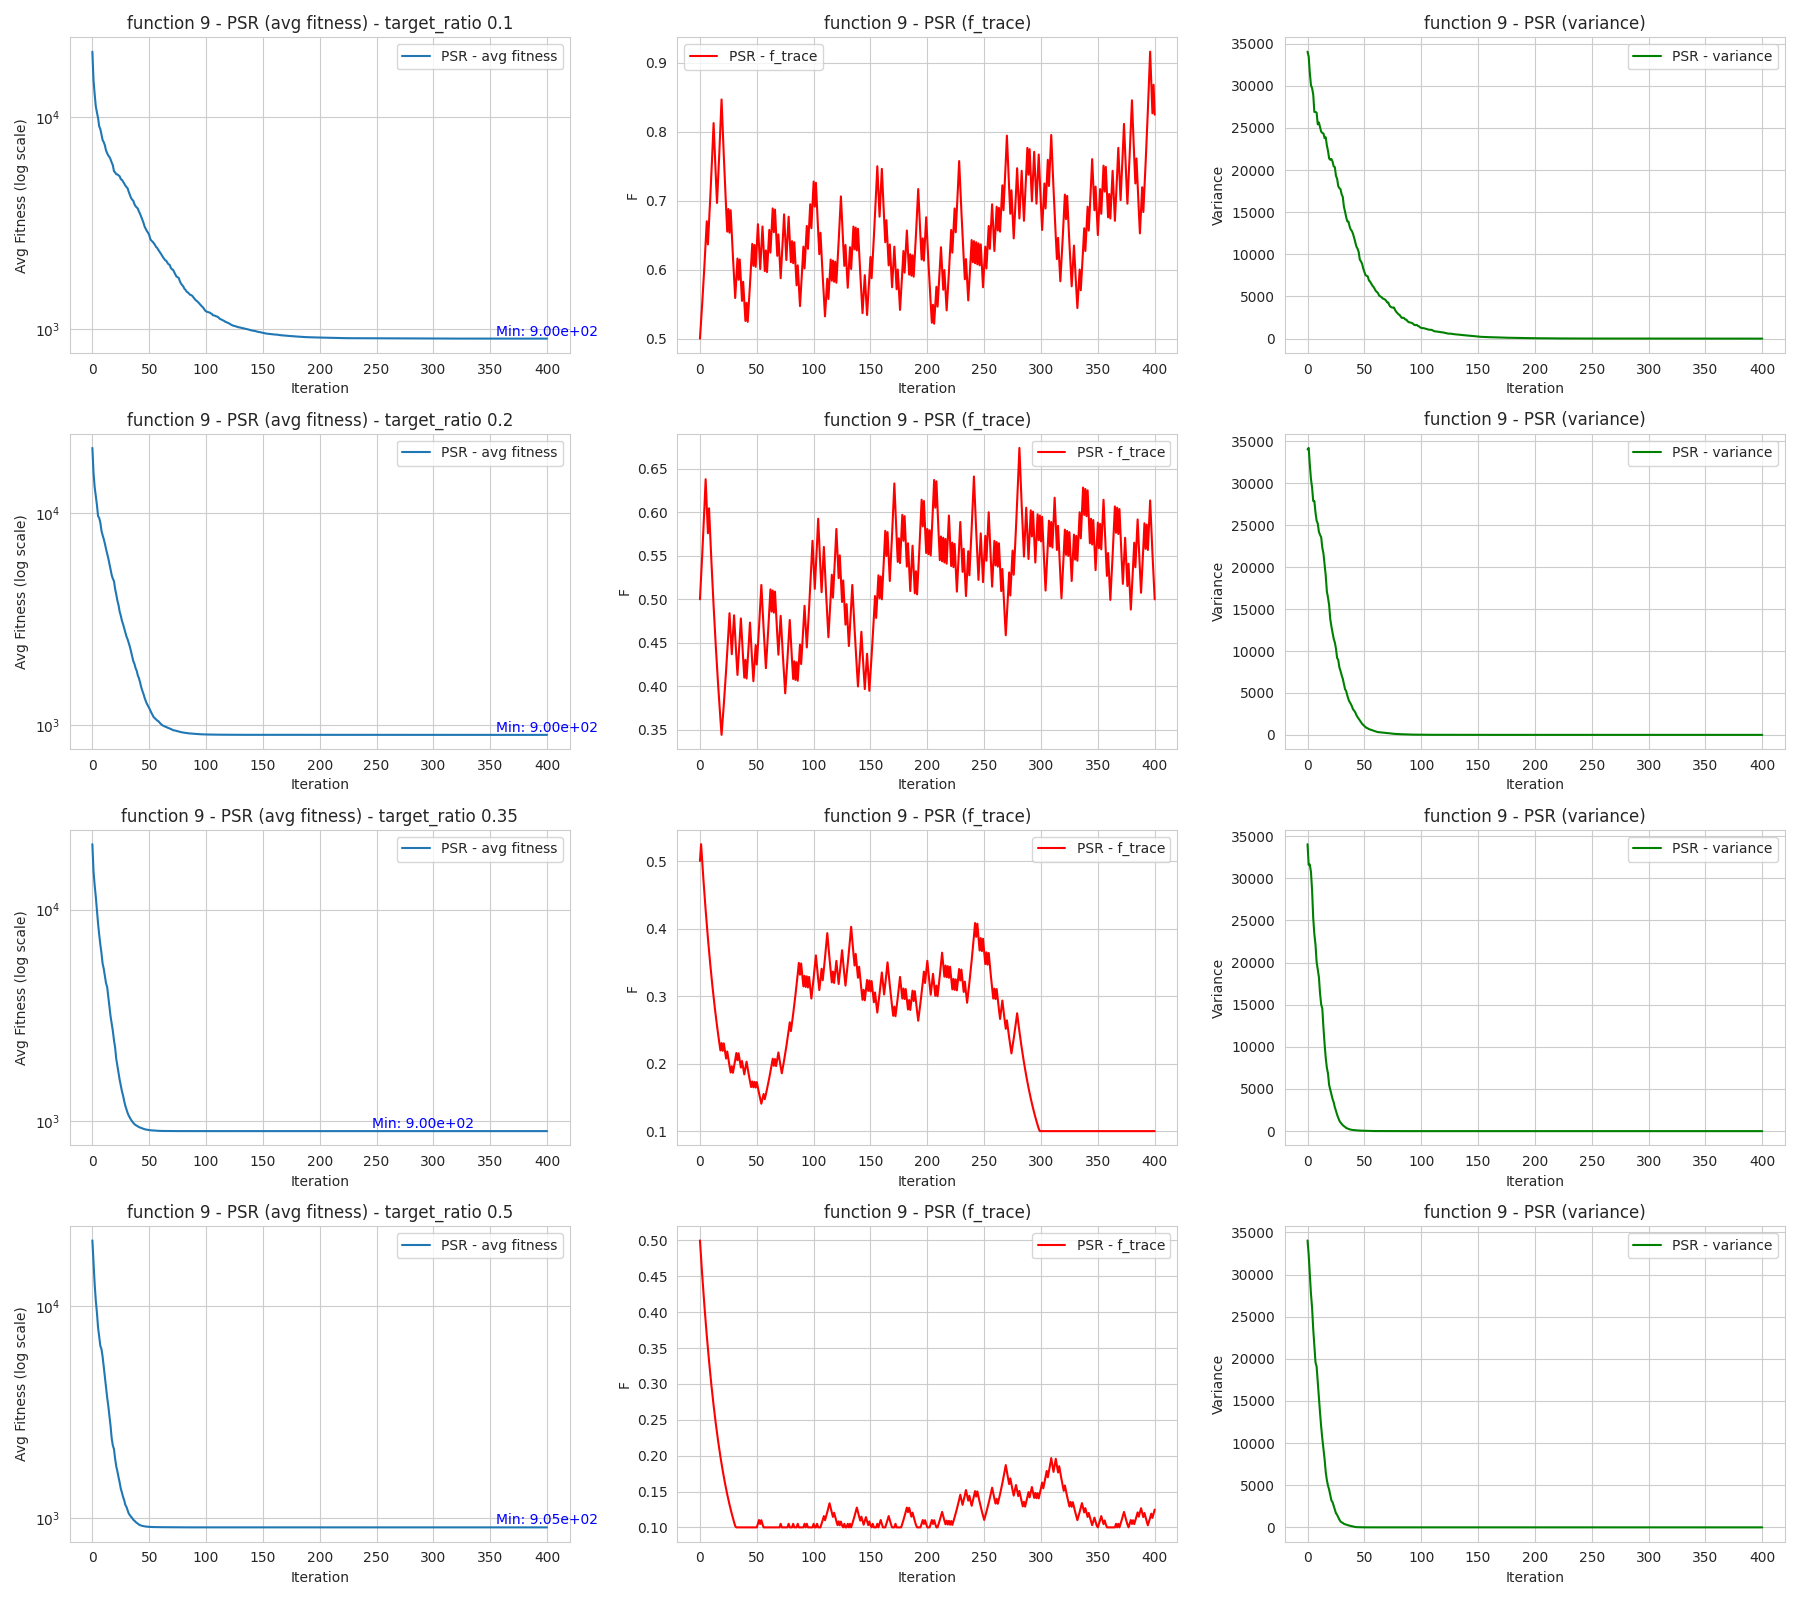 function 9 - PSR (avg fitness) - target_ratio 0.1
PSR - avg fitness
Avg Fitness (log scale)
10^4
10^3
Min: 9.00e+02
0 50 100 150 200 250 300 350 400
Iteration
function 9 - PSR (f_trace)
PSR - f_trace
F
0.9
0.8
0.7
0.6
0.5
0 50 100 150 200 250 300 350 400
Iteration
function 9 - PSR (variance)
PSR - variance
Variance
35000
30000
25000
20000
15000
10000
5000
0
0 50 100 150 200 250 300 350 400
Iteration
function 9 - PSR (avg fitness) - target_ratio 0.2
PSR - avg fitness
Avg Fitness (log scale)
10^4
10^3
Min: 9.00e+02
0 50 100 150 200 250 300 350 400
Iteration
function 9 - PSR (f_trace)
PSR - f_trace
F
0.65
0.60
0.55
0.50
0.45
0.40
0.35
0 50 100 150 200 250 300 350 400
Iteration
function 9 - PSR (variance)
PSR - variance
Variance
35000
30000
25000
20000
15000
10000
5000
0
0 50 100 150 200 250 300 350 400
Iteration
function 9 - PSR (avg fitness) - target_ratio 0.35
PSR - avg fitness
Avg Fitness (log scale)
10^4
10^3
Min: 9.00e+02
0 50 100 150 200 250 300 350 400
Iteration
function 9 - PSR (f_trace)
PSR - f_trace
F
0.5
0.4
0.3
0.2
0.1
0 50 100 150 200 250 300 350 400
Iteration
function 9 - PSR (variance)
PSR - variance
Variance
35000
30000
25000
20000
15000
10000
5000
0
0 50 100 150 200 250 300 350 400
Iteration
function 9 - PSR (avg fitness) - target_ratio 0.5
PSR - avg fitness
Avg Fitness (log scale)
10^4
10^3
Min: 9.05e+02
0 50 100 150 200 250 300 350 400
Iteration
function 9 - PSR (f_trace)
PSR - f_trace
F
0.50
0.45
0.40
0.35
0.30
0.25
0.20
0.15
0.10
0 50 100 150 200 250 300 350 400
Iteration
function 9 - PSR (variance)
PSR - variance
Variance
35000
30000
25000
20000
15000
10000
5000
0
0 50 100 150 200 250 300 350 400
Iteration